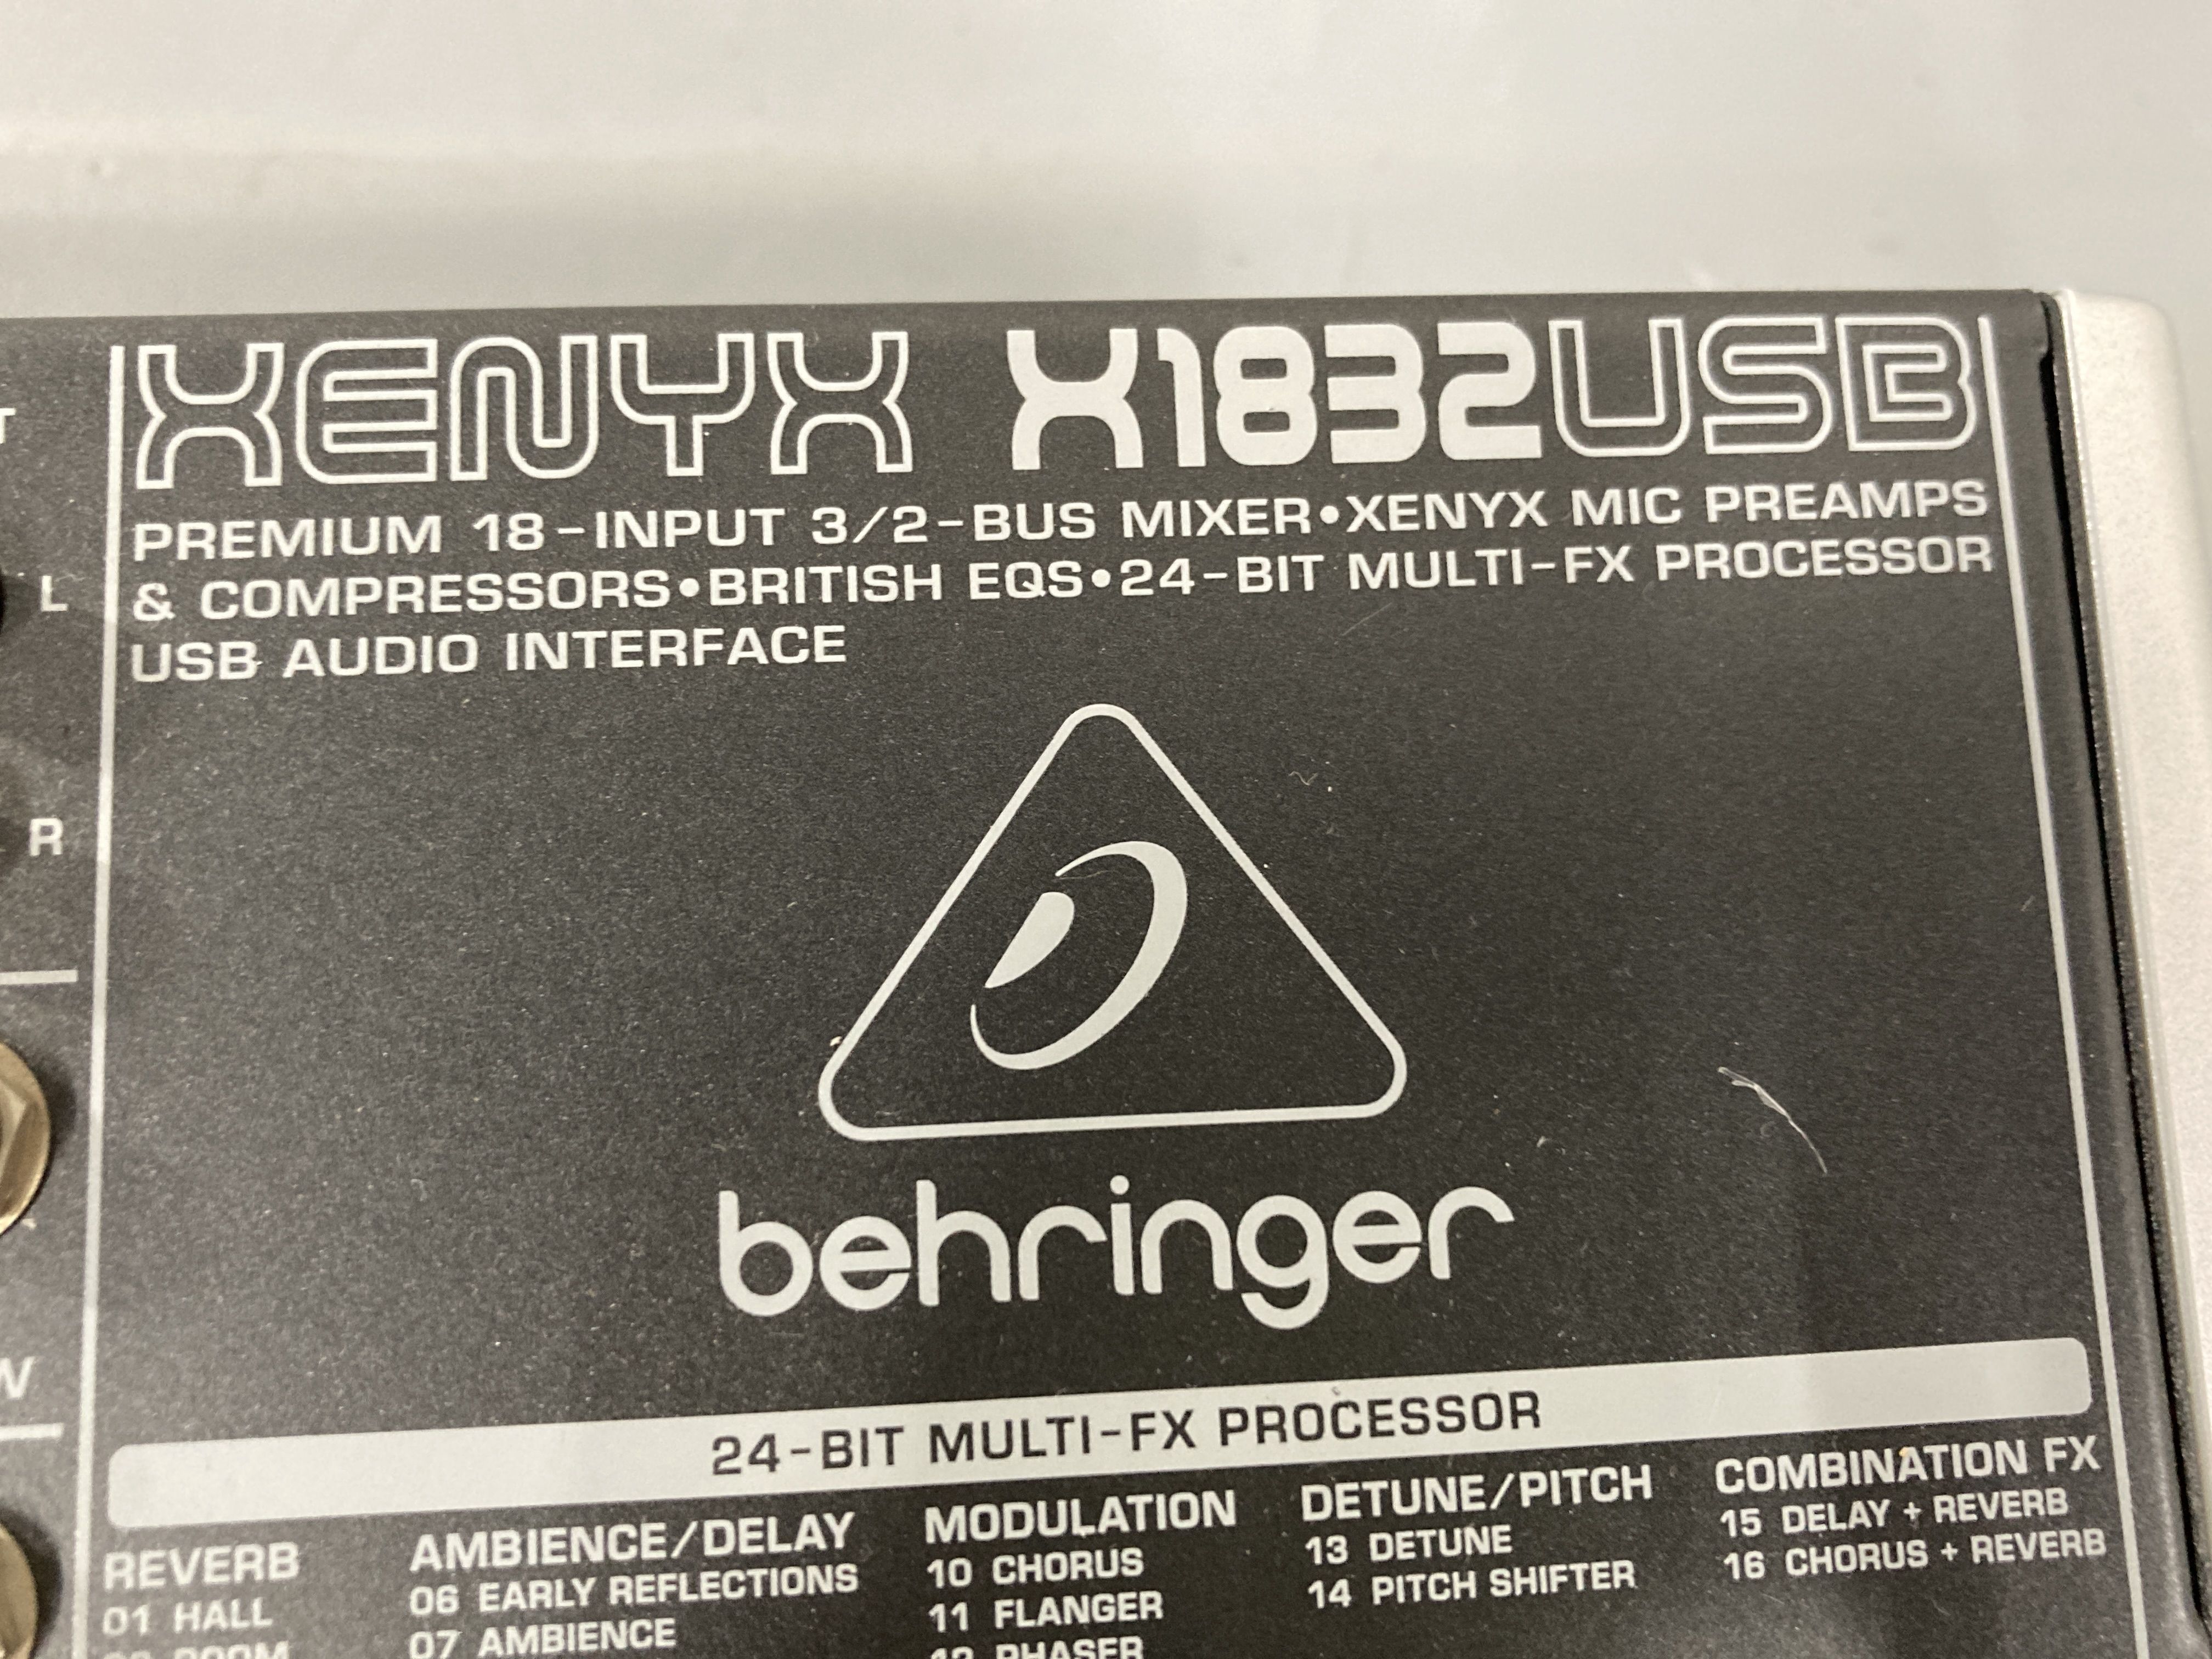 XENYX X1832USB
PREMIUM 18-INPUT 3/2-BUS MIXER•XENYX MIC PREAMPS
& COMPRESSORS•BRITISH EQS•24-BIT MULTI-FX PROCESSOR
USB AUDIO INTERFACE
L
R
behringer
W
24-BIT MULTI-FX PROCESSOR
REVERB
01 HALL
AMBIENCE/DELAY
06 EARLY REFLECTIONS
07 AMBIENCE
MODULATION
10 CHORUS
11 FLANGER
12 PHASER
DETUNE/PITCH
13 DETUNE
14 PITCH SHIFTER
COMBINATION FX
15 DELAY + REVERB
16 CHORUS + REVERB